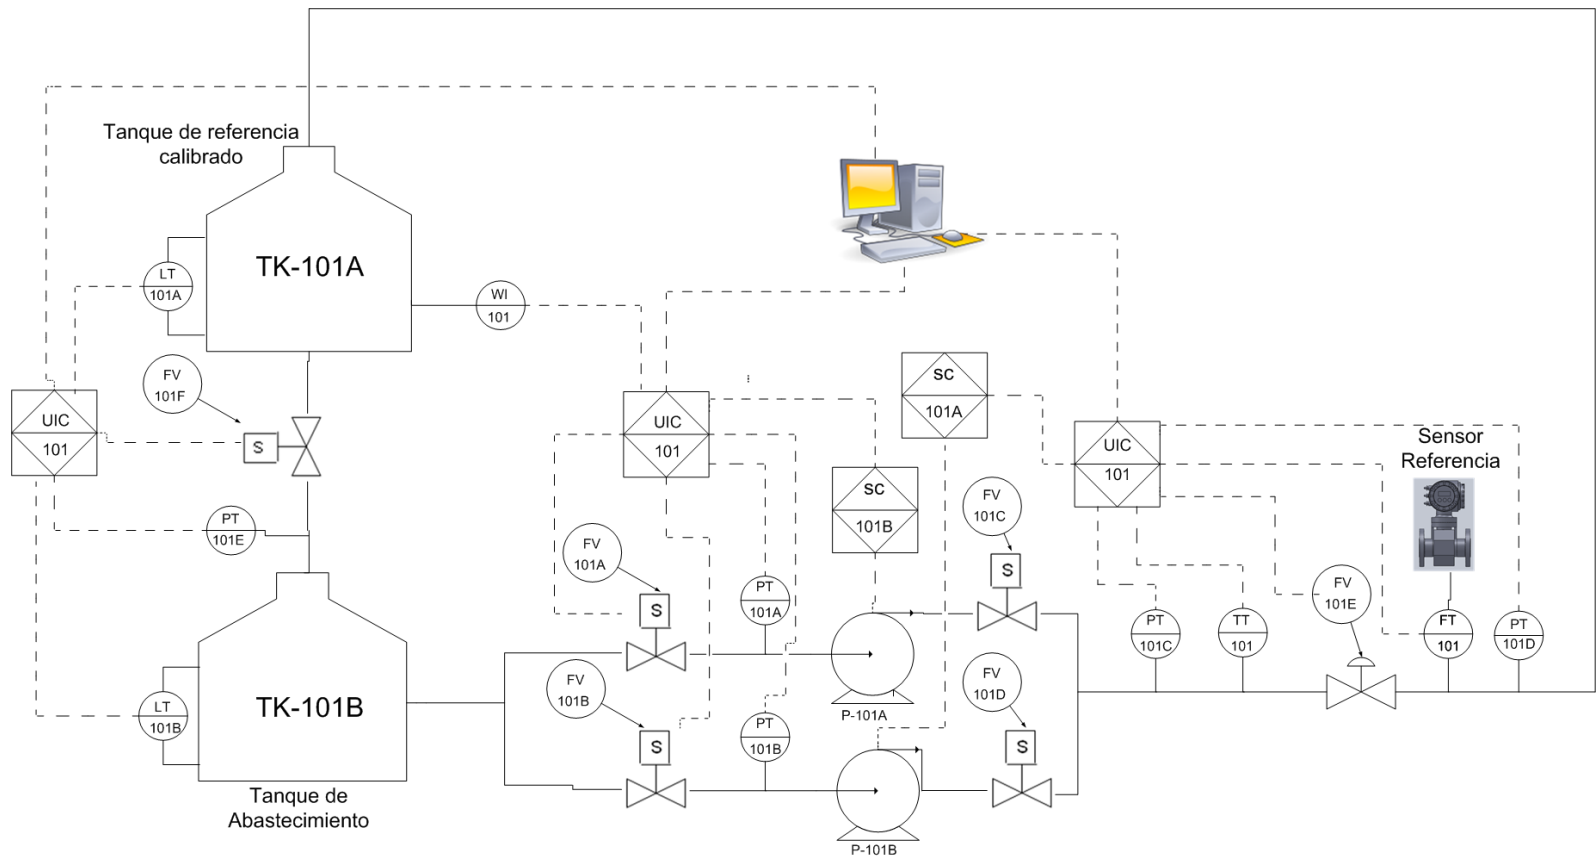 Tanque de referencia
calibrado
TK-101A
LT
101A
WI
101
FV
101F
UIC
101
S
PT
101E
TK-101B
LT
101B
Tanque de
Abastecimiento
UIC
101
SC
101A
SC
101B
FV
101A
S
PT
101A
P-101A
FV
101B
S
PT
101B
P-101B
FV
101C
S
FV
101D
S
UIC
101
Sensor
Referencia
PT
101C
TT
101
FV
101E
FT
101
PT
101D